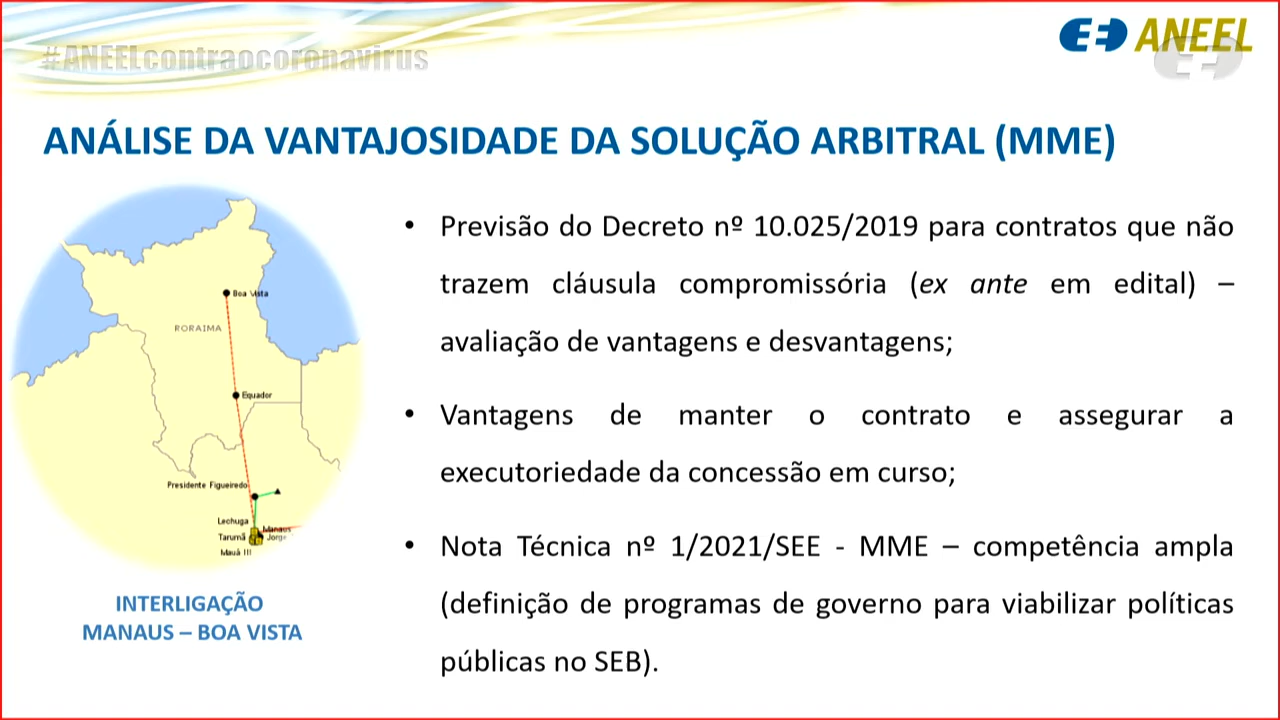 #ANEELcontraocoronavirus
ANEEL
ANÁLISE DA VANTAJOSIDADE DA SOLUÇÃO ARBITRAL (MME)
• Previsão do Decreto nº 10.025/2019 para contratos que não
trazem cláusula compromissória (ex ante em edital) –
avaliação de vantagens e desvantagens;
• Vantagens de manter o contrato e assegurar a
executoriedade da concessão em curso;
• Nota Técnica nº 1/2021/SEE - MME – competência ampla
(definição de programas de governo para viabilizar políticas
públicas no SEB).
Boa Vista
RORAIMA
Equador
Presidente Figueiredo
Lechuga
Manaus
Tarumã
Jorge
Mauá III
INTERLIGAÇÃO
MANAUS – BOA VISTA